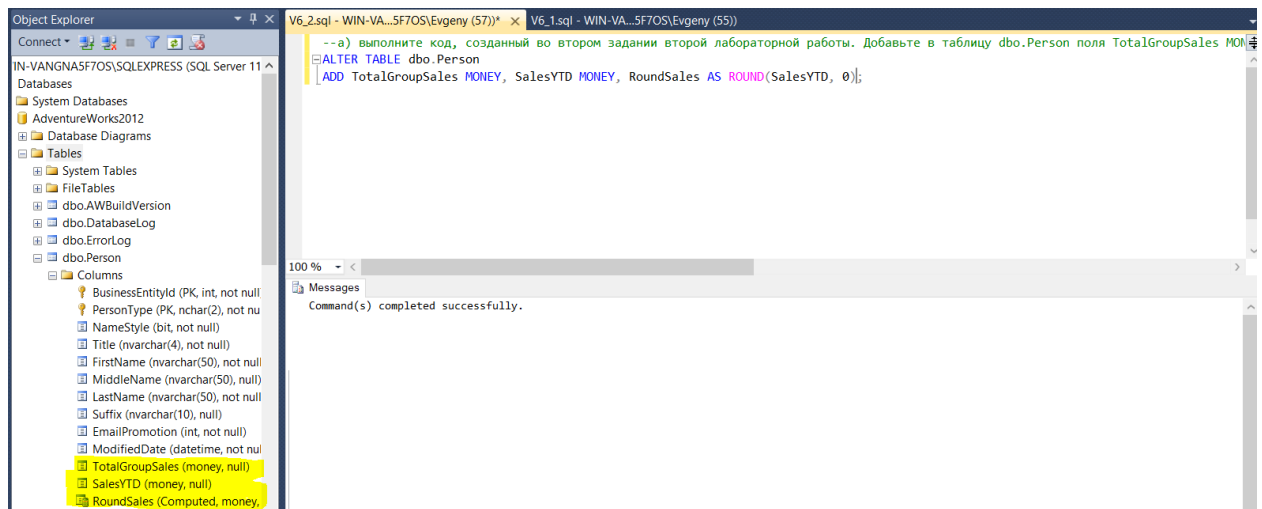 Object Explorer
Connect
'IN-VANGNA5F7OS\SQLEXPRESS (SQL Server 11
Databases
System Databases
AdventureWorks2012
Database Diagrams
Tables
System Tables
FileTables
dbo.AWBuildVersion
dbo.DatabaseLog
dbo.ErrorLog
dbo.Person
Columns
BusinessEntityId (PK, int, not null
PersonType (PK, nchar(2), not nu
NameStyle (bit, not null)
Title (nvarchar(4), not null)
FirstName (nvarchar(50), not null
MiddleName (nvarchar(50), null)
LastName (nvarchar(50), not null
Suffix (nvarchar(10), null)
EmailPromotion (int, not null)
ModifiedDate (datetime, not nul
TotalGroupSales (money, null)
SalesYTD (money, null)
RoundSales (Computed, money,
V6_2.sql - WIN-VA...5F7OS\Evgeny (57))* V6_1.sql - WIN-VA...5F7OS\Evgeny (55))
--a) выполните код, созданный во втором задании второй лабораторной работы. Добавьте в таблицу dbo.Person поля TotalGroupSales MON
ALTER TABLE dbo.Person
ADD TotalGroupSales MONEY, SalesYTD MONEY, RoundSales AS ROUND(SalesYTD, 0);
100 %
Messages
Command(s) completed successfully.